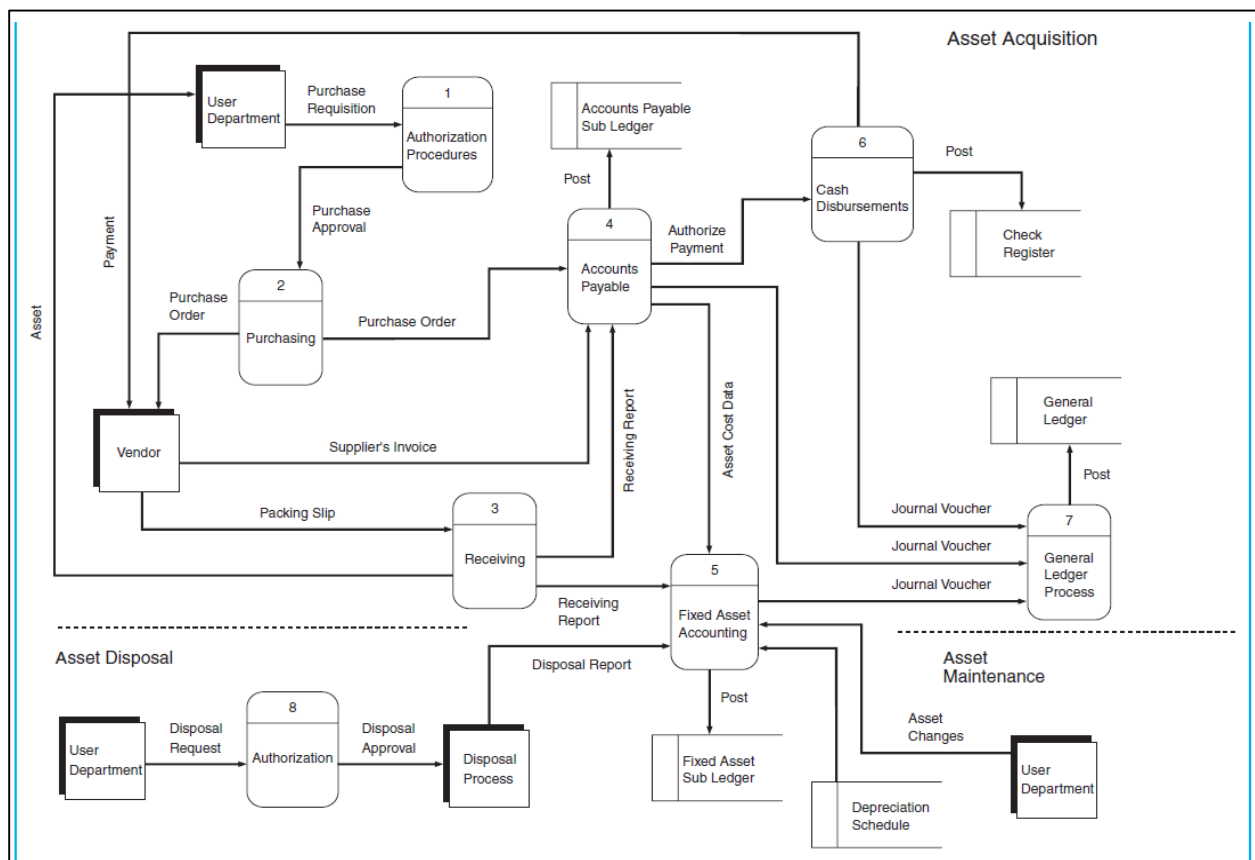 Asset Acquisition
User
Department
Purchase
Requisition
1
Authorization
Procedures
Accounts Payable
Sub Ledger
6
Cash
Disbursements
Post
Check
Register
Post
Purchase
Approval
4
Accounts
Payable
Authorize
Payment
Payment
Asset
Purchase
Order
2
Purchasing
Purchase Order
General
Ledger
Post
Vendor
Supplier's Invoice
Receiving Report
Asset Cost Data
Packing Slip
3
Receiving
Journal Voucher
Journal Voucher
Journal Voucher
7
General
Ledger
Process
Receiving
Report
5
Fixed Asset
Accounting
Asset Disposal
Disposal Report
Asset
Maintenance
User
Department
Disposal
Request
8
Authorization
Disposal
Approval
Disposal
Process
Post
Fixed Asset
Sub Ledger
Depreciation
Schedule
Asset
Changes
User
Department